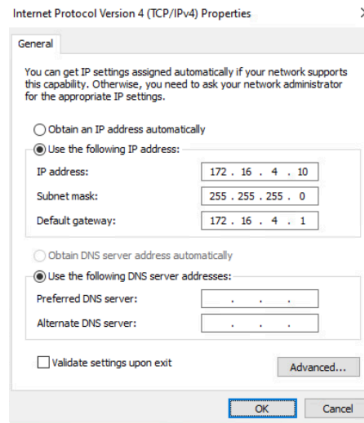 Internet Protocol Version 4 (TCP/IPv4) Properties
General
You can get IP settings assigned automatically if your network supports
this capability. Otherwise, you need to ask your network administrator
for the appropriate IP settings.
Obtain an IP address automatically
Use the following IP address:
IP address: 172 . 16 . 4 . 10
Subnet mask: 255 . 255 . 255 . 0
Default gateway: 172 . 16 . 4 . 1
Obtain DNS server address automatically
Use the following DNS server addresses:
Preferred DNS server: . . .
Alternate DNS server: . . .
Validate settings upon exit
Advanced...
OK Cancel